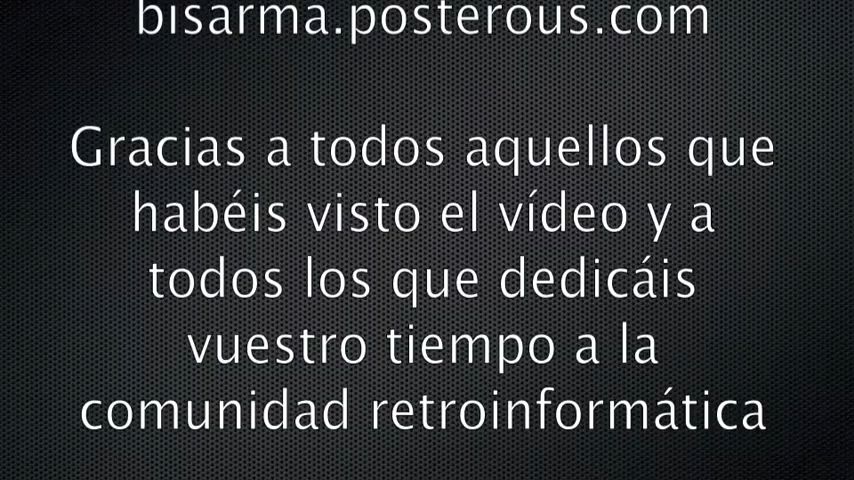 bisarma.posterous.com
Gracias a todos aquellos que
habéis visto el vídeo y a
todos los que dedicáis
vuestro tiempo a la
comunidad retroinformática